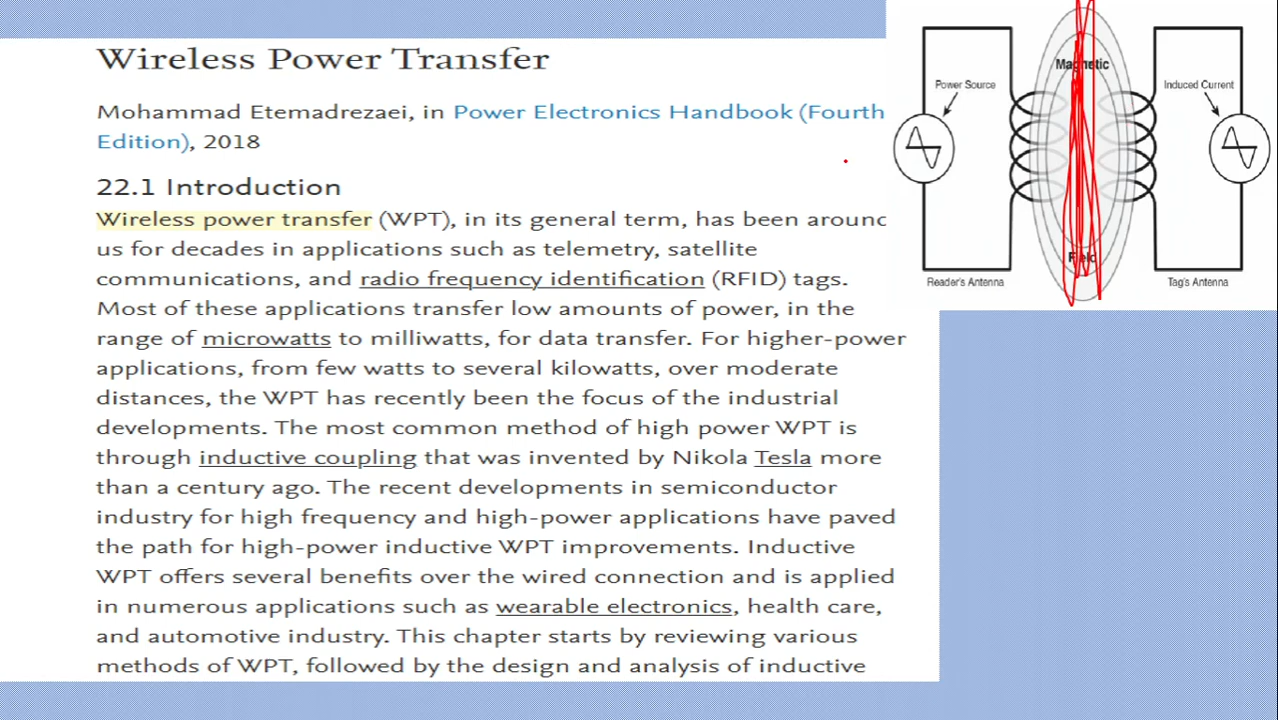 Wireless Power Transfer
Mohammad Etemadrezaei, in Power Electronics Handbook (Fourth
Edition), 2018
22.1 Introduction
Wireless power transfer (WPT), in its general term, has been around
us for decades in applications such as telemetry, satellite
communications, and radio frequency identification (RFID) tags.
Most of these applications transfer low amounts of power, in the
range of microwatts to milliwatts, for data transfer. For higher-power
applications, from few watts to several kilowatts, over moderate
distances, the WPT has recently been the focus of the industrial
developments. The most common method of high power WPT is
through inductive coupling that was invented by Nikola Tesla more
than a century ago. The recent developments in semiconductor
industry for high frequency and high-power applications have paved
the path for high-power inductive WPT improvements. Inductive
WPT offers several benefits over the wired connection and is applied
in numerous applications such as wearable electronics, health care,
and automotive industry. This chapter starts by reviewing various
methods of WPT, followed by the design and analysis of inductive
Magnetic
Power Source
Induced Current
Field
Reader's Antenna
Tag's Antenna